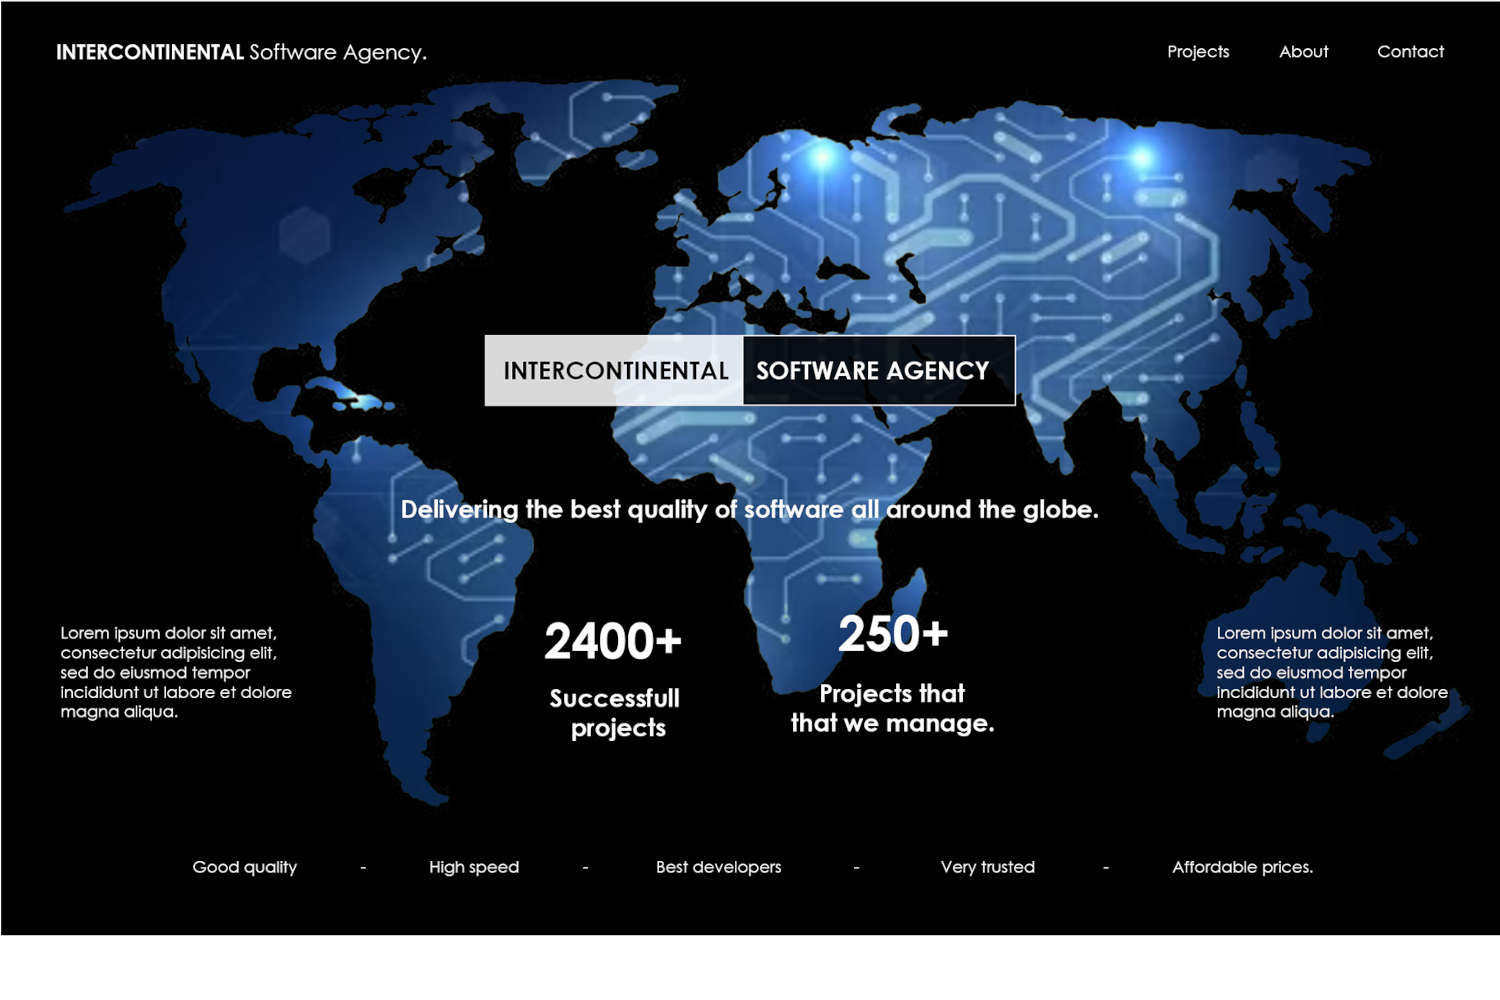 INTERCONTINENTAL Software Agency.
Projects About Contact
INTERCONTINENTAL SOFTWARE AGENCY
Delivering the best quality of software all around the globe.
Lorem ipsum dolor sit amet,
consectetur adipisicing elit,
sed do eiusmod tempor
incididunt ut labore et dolore
magna aliqua.
2400+
Successfull
projects
250+
Projects that
that we manage.
Lorem ipsum dolor sit amet,
consectetur adipisicing elit,
sed do eiusmod tempor
incididunt ut labore et dolore
magna aliqua.
Good quality - High speed - Best developers - Very trusted - Affordable prices.